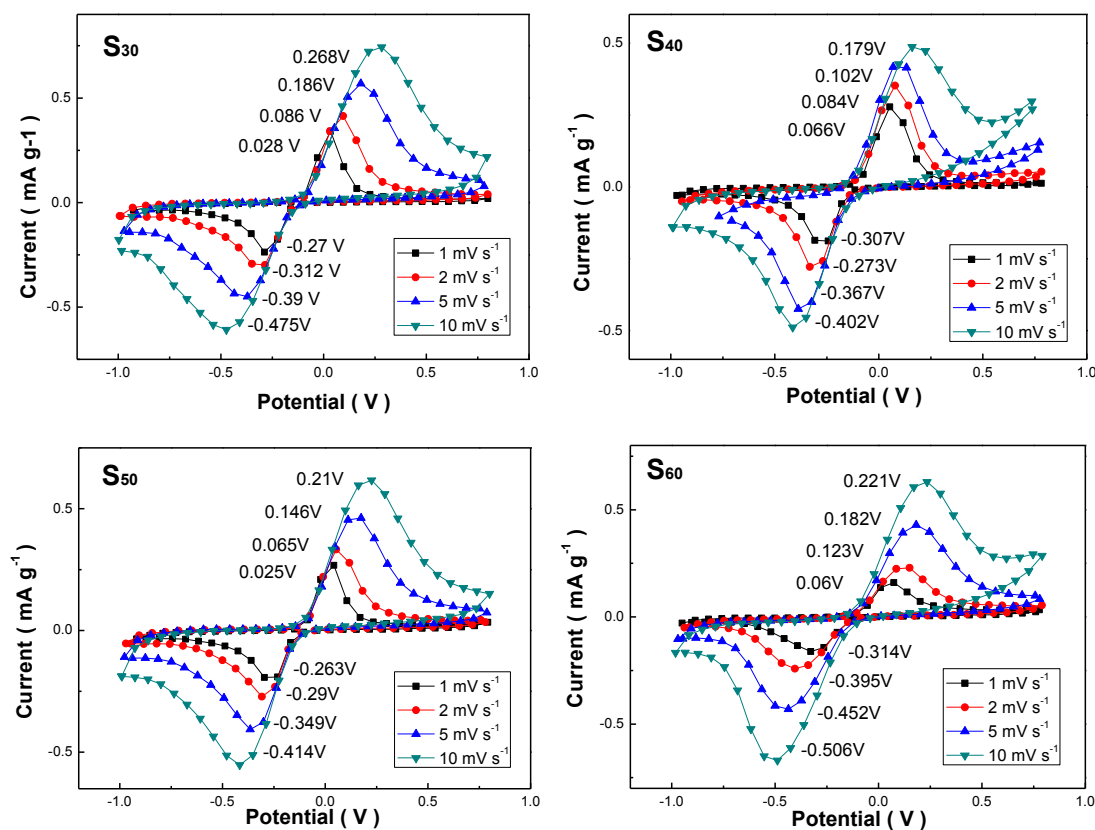 S30
0.268V
0.186V
0.086 V
0.028 V
-0.27 V
-0.312 V
-0.39 V
-0.475V
1 mV s-1
2 mV s-1
5 mV s-1
10 mV s-1
0.5
0.0
-0.5
-1.0
-0.5
0.0
0.5
1.0
Current ( mA g-1 )
Potential ( V )
S40
0.179V
0.102V
0.084V
0.066V
-0.307V
-0.273V
-0.367V
-0.402V
1 mV s-1
2 mV s-1
5 mV s-1
10 mV s-1
0.5
0.0
-0.5
-1.0
-0.5
0.0
0.5
1.0
Current ( mA g-1 )
Potential ( V )
S50
0.21V
0.146V
0.065V
0.025V
-0.263V
-0.29V
-0.349V
-0.414V
1 mV s-1
2 mV s-1
5 mV s-1
10 mV s-1
0.5
0.0
-0.5
-1.0
-0.5
0.0
0.5
1.0
Current ( mA g-1 )
Potential ( V )
S60
0.221V
0.182V
0.123V
0.06V
-0.314V
-0.395V
-0.452V
-0.506V
1 mV s-1
2 mV s-1
5 mV s-1
10 mV s-1
0.5
0.0
-0.5
-1.0
-0.5
0.0
0.5
1.0
Current ( mA g-1 )
Potential ( V )